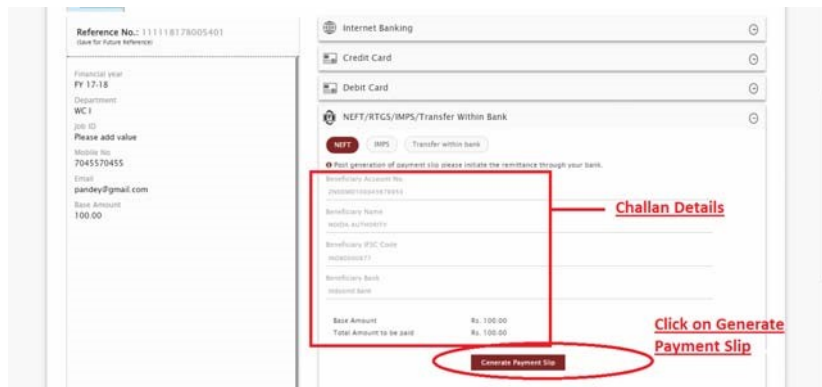 Reference No.: 111118178005401
(Save for Future Reference)
Financial year
FY 17-18
Department
WC I
Job ID
Please add value
Mobile No
7045570455
Email
pandey@gmail.com
Base Amount
100.00
Internet Banking
Credit Card
Debit Card
NEFT/RTGS/IMPS/Transfer Within Bank
NEFT IMPS Transfer within bank
Post generation of payment slip please initiate the remittance through your bank.
Beneficiary Account No
Beneficiary Name
NOIDA AUTHORITY
Beneficiary IFSC Code
Beneficiary Bank
Indusind Bank
Base Amount Rs. 100.00
Total Amount to be paid Rs. 100.00
Generate Payment Slip
Challan Details
Click on Generate
Payment Slip